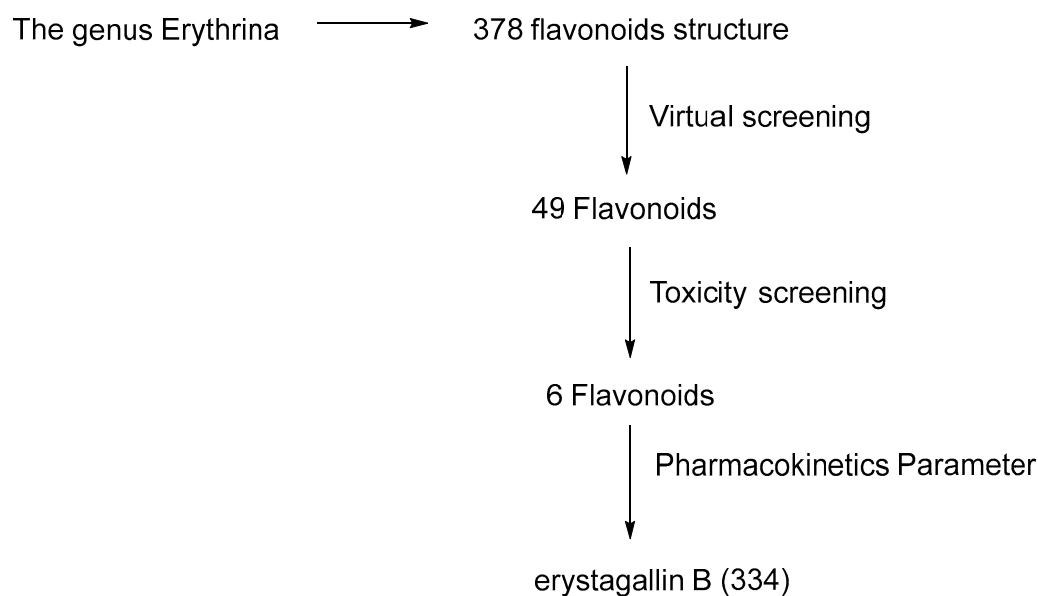 The genus Erythrina
378 flavonoids structure
Virtual screening
49 Flavonoids
Toxicity screening
6 Flavonoids
Pharmacokinetics Parameter
erystagallin B (334)